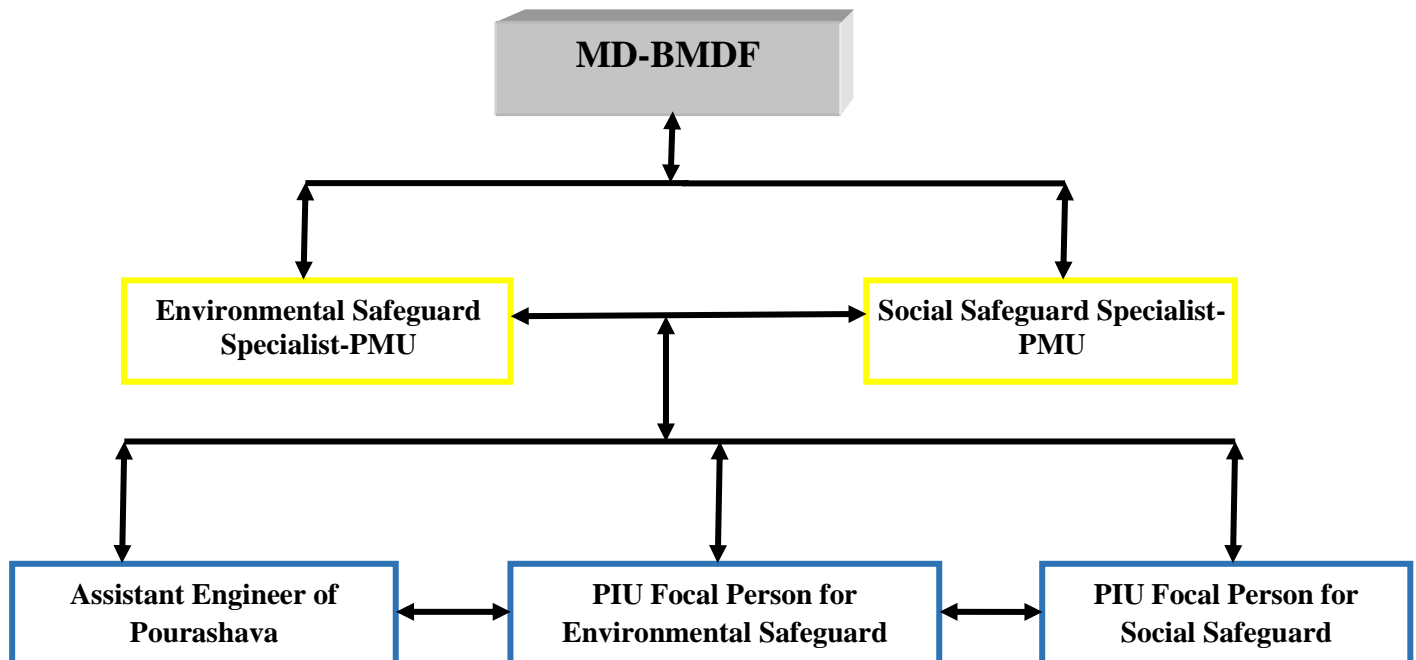 MD-BMDF
Environmental Safeguard
Specialist-PMU
Social Safeguard Specialist-
PMU
Assistant Engineer of
Pourashava
PIU Focal Person for
Environmental Safeguard
PIU Focal Person for
Social Safeguard